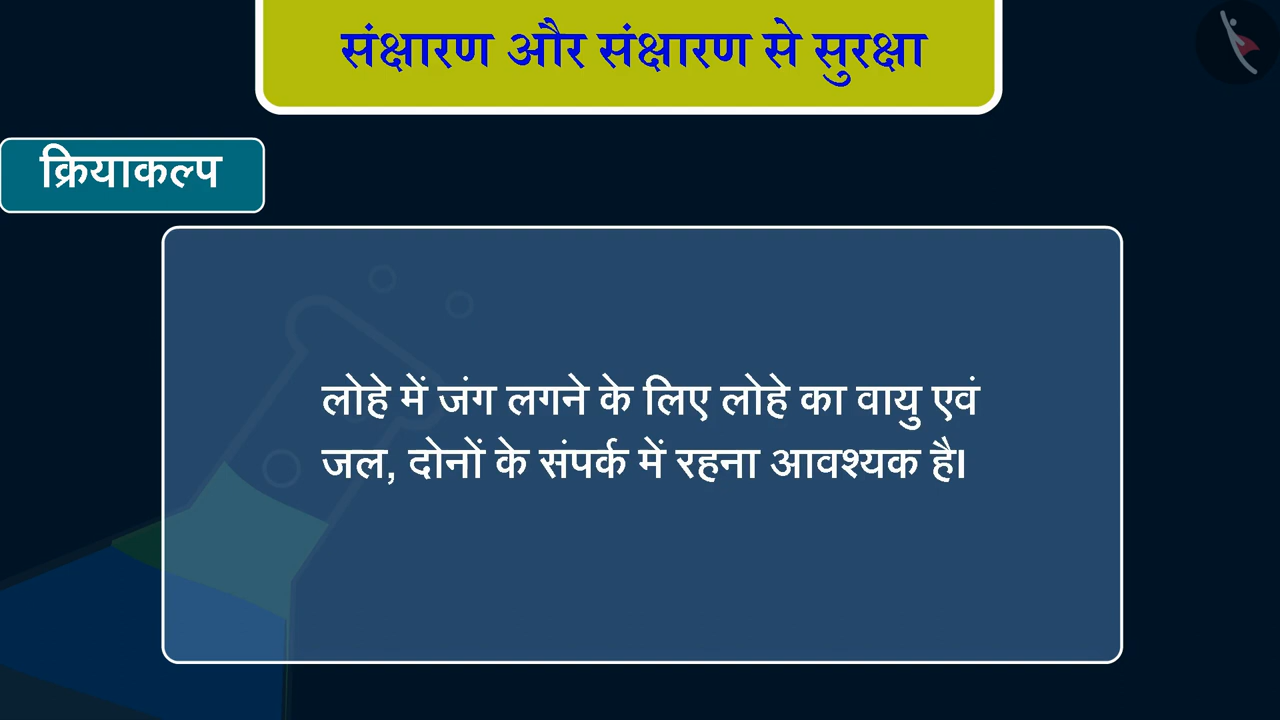 संक्षारण और संक्षारण से सुरक्षा
क्रियाकल्प
लोहे में जंग लगने के लिए लोहे का वायु एवं
जल, दोनों के संपर्क में रहना आवश्यक है।